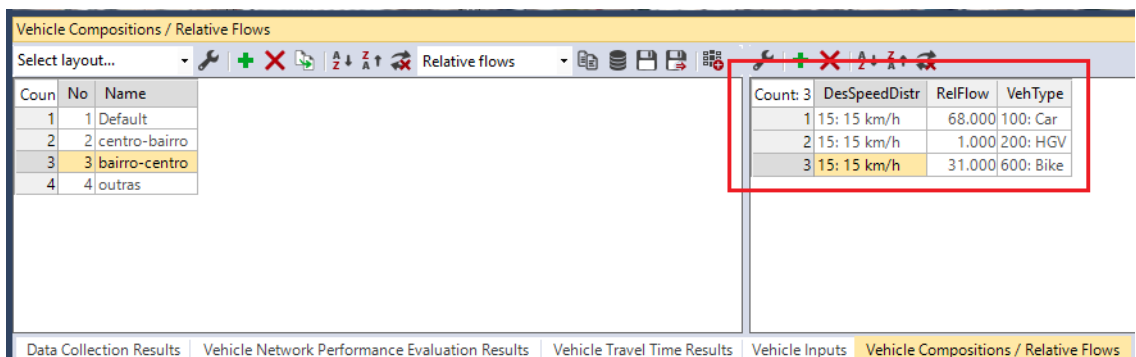 Vehicle Compositions / Relative Flows
Select layout... Relative flows
Coun No Name
1 1 Default
2 2 centro-bairro
3 3 bairro-centro
4 4 outras
Count: 3 DesSpeedDistr RelFlow VehType
1 15: 15 km/h 68.000 100: Car
2 15: 15 km/h 1.000 200: HGV
3 15: 15 km/h 31.000 600: Bike
Data Collection Results Vehicle Network Performance Evaluation Results Vehicle Travel Time Results Vehicle Inputs Vehicle Compositions / Relative Flows